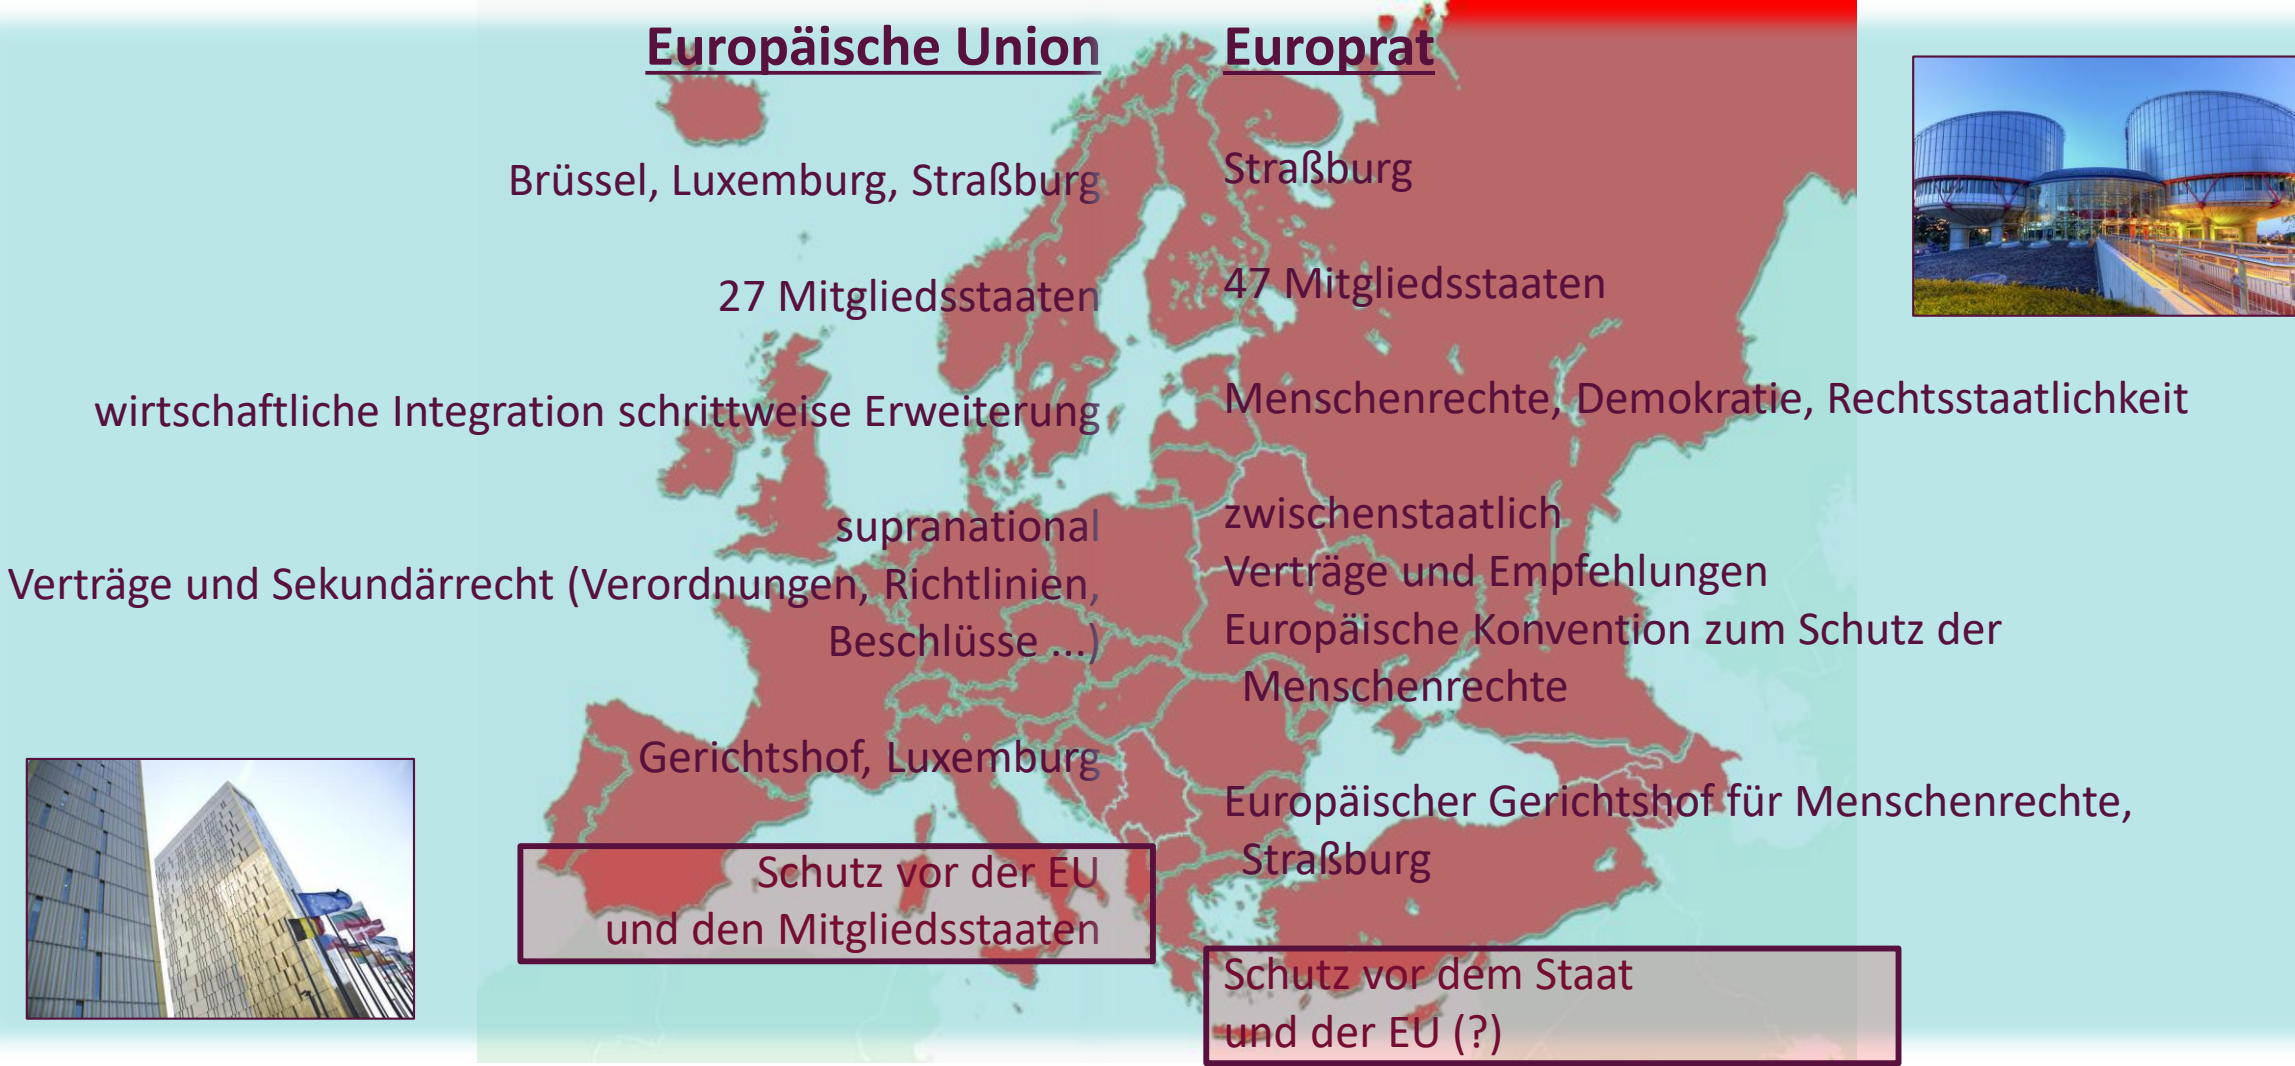 Europäische Union
Brüssel, Luxemburg, Straßburg
27 Mitgliedsstaaten
wirtschaftliche Integration schrittweise Erweiterung
supranational
Verträge und Sekundärrecht (Verordnungen, Richtlinien,
Beschlüsse ...)
Gerichtshof, Luxemburg
Schutz vor der EU
und den Mitgliedsstaaten
Europrat
Straßburg
47 Mitgliedsstaaten
Menschenrechte, Demokratie, Rechtsstaatlichkeit
zwischenstaatlich
Verträge und Empfehlungen
Europäische Konvention zum Schutz der
Menschenrechte
Europäischer Gerichtshof für Menschenrechte,
Straßburg
Schutz vor dem Staat
und der EU (?)